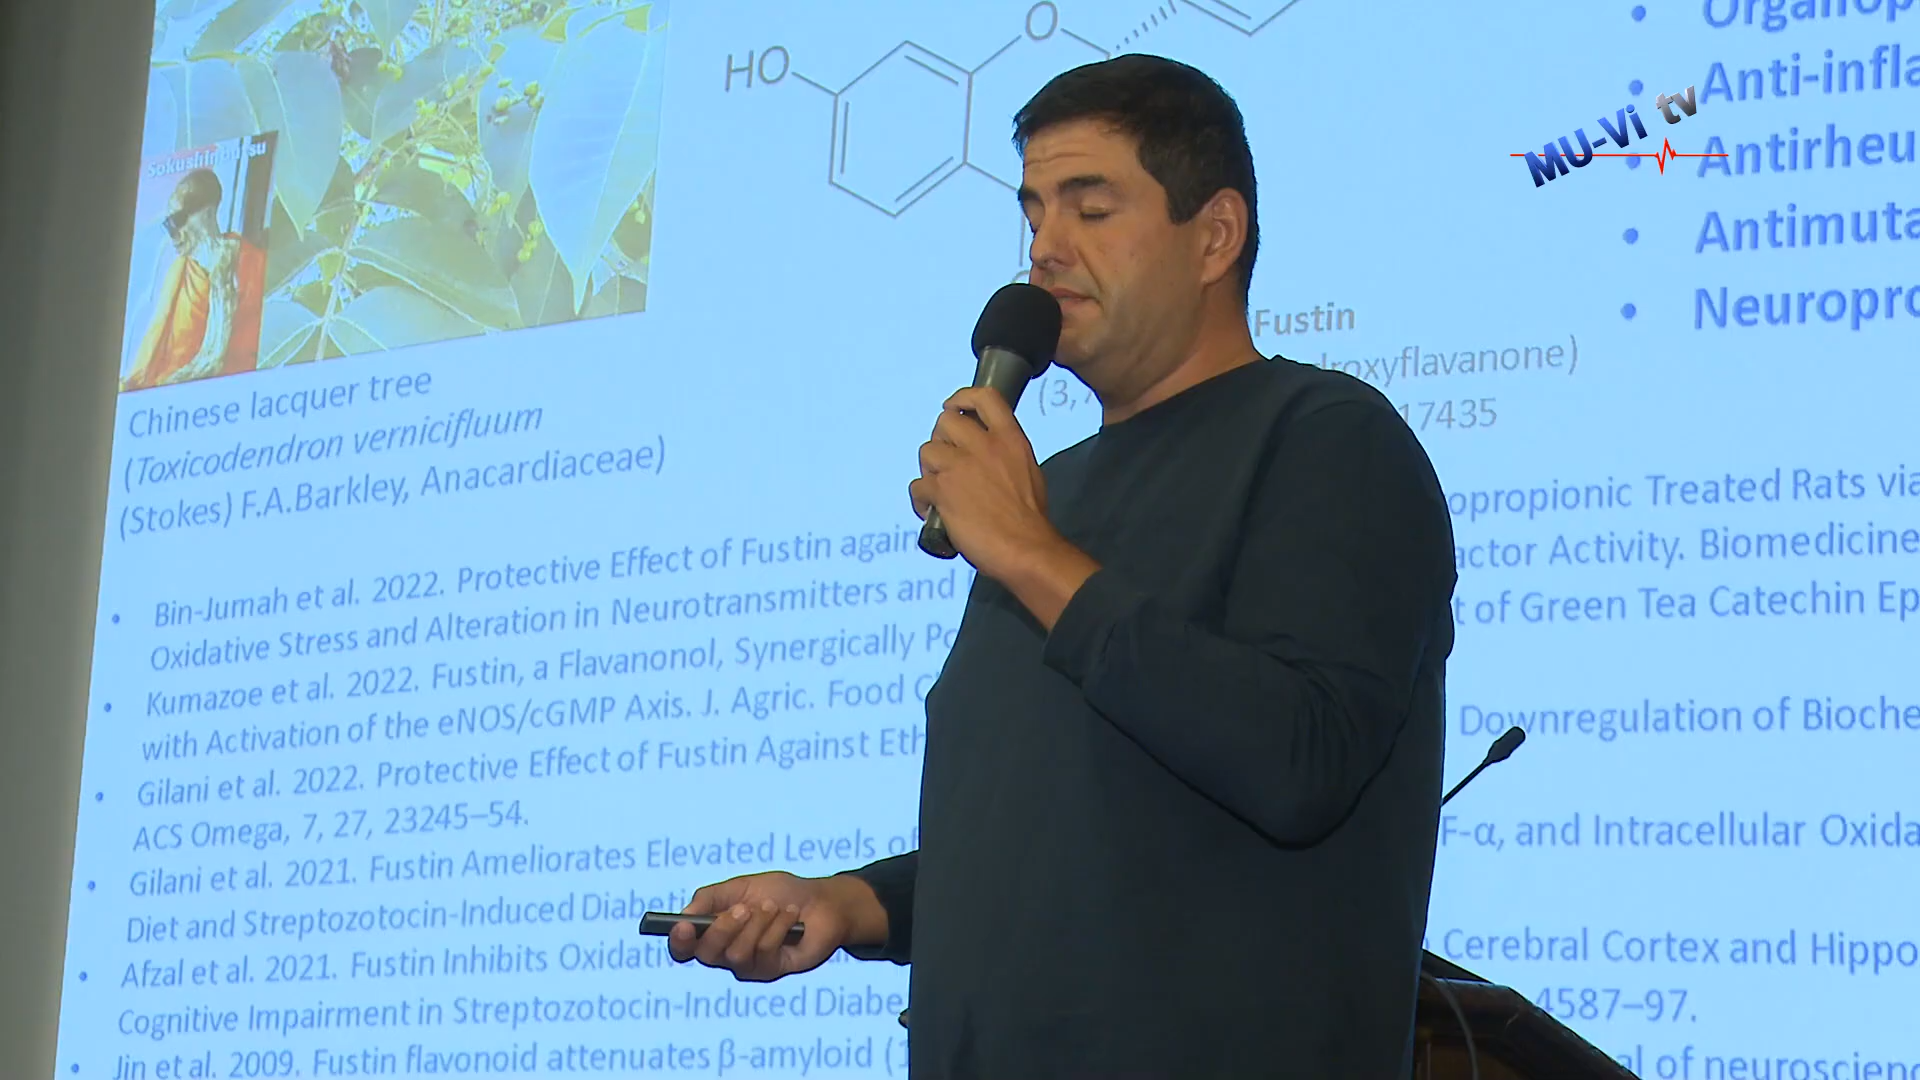 HO
O
Sokushinbutsu
MU-Vi tv
Anti-infla
Antirheu
Antimuta
Neuropro
Fustin
droxyflavanone)
(3,7
17435
Chinese lacquer tree
(Toxicodendron vernicifluum
(Stokes) F.A.Barkley, Anacardiaceae)
• Bin-Jumah et al. 2022. Protective Effect of Fustin again opropionic Treated Rats via
Oxidative Stress and Alteration in Neurotransmitters and actor Activity. Biomedicine
• Kumazoe et al. 2022. Fustin, a Flavanonol, Synergically Po t of Green Tea Catechin Ep
with Activation of the eNOS/cGMP Axis. J. Agric. Food C
• Gilani et al. 2022. Protective Effect of Fustin Against Eth Downregulation of Bioche
ACS Omega, 7, 27, 23245–54.
• Gilani et al. 2021. Fustin Ameliorates Elevated Levels of F-α, and Intracellular Oxida
Diet and Streptozotocin-Induced Diabeti
• Afzal et al. 2021. Fustin Inhibits Oxidativ Cerebral Cortex and Hippo
Cognitive Impairment in Streptozotocin-Induced Diabe 4587–97.
• Jin et al. 2009. Fustin flavonoid attenuates β-amyloid (1 al of neuroscienc